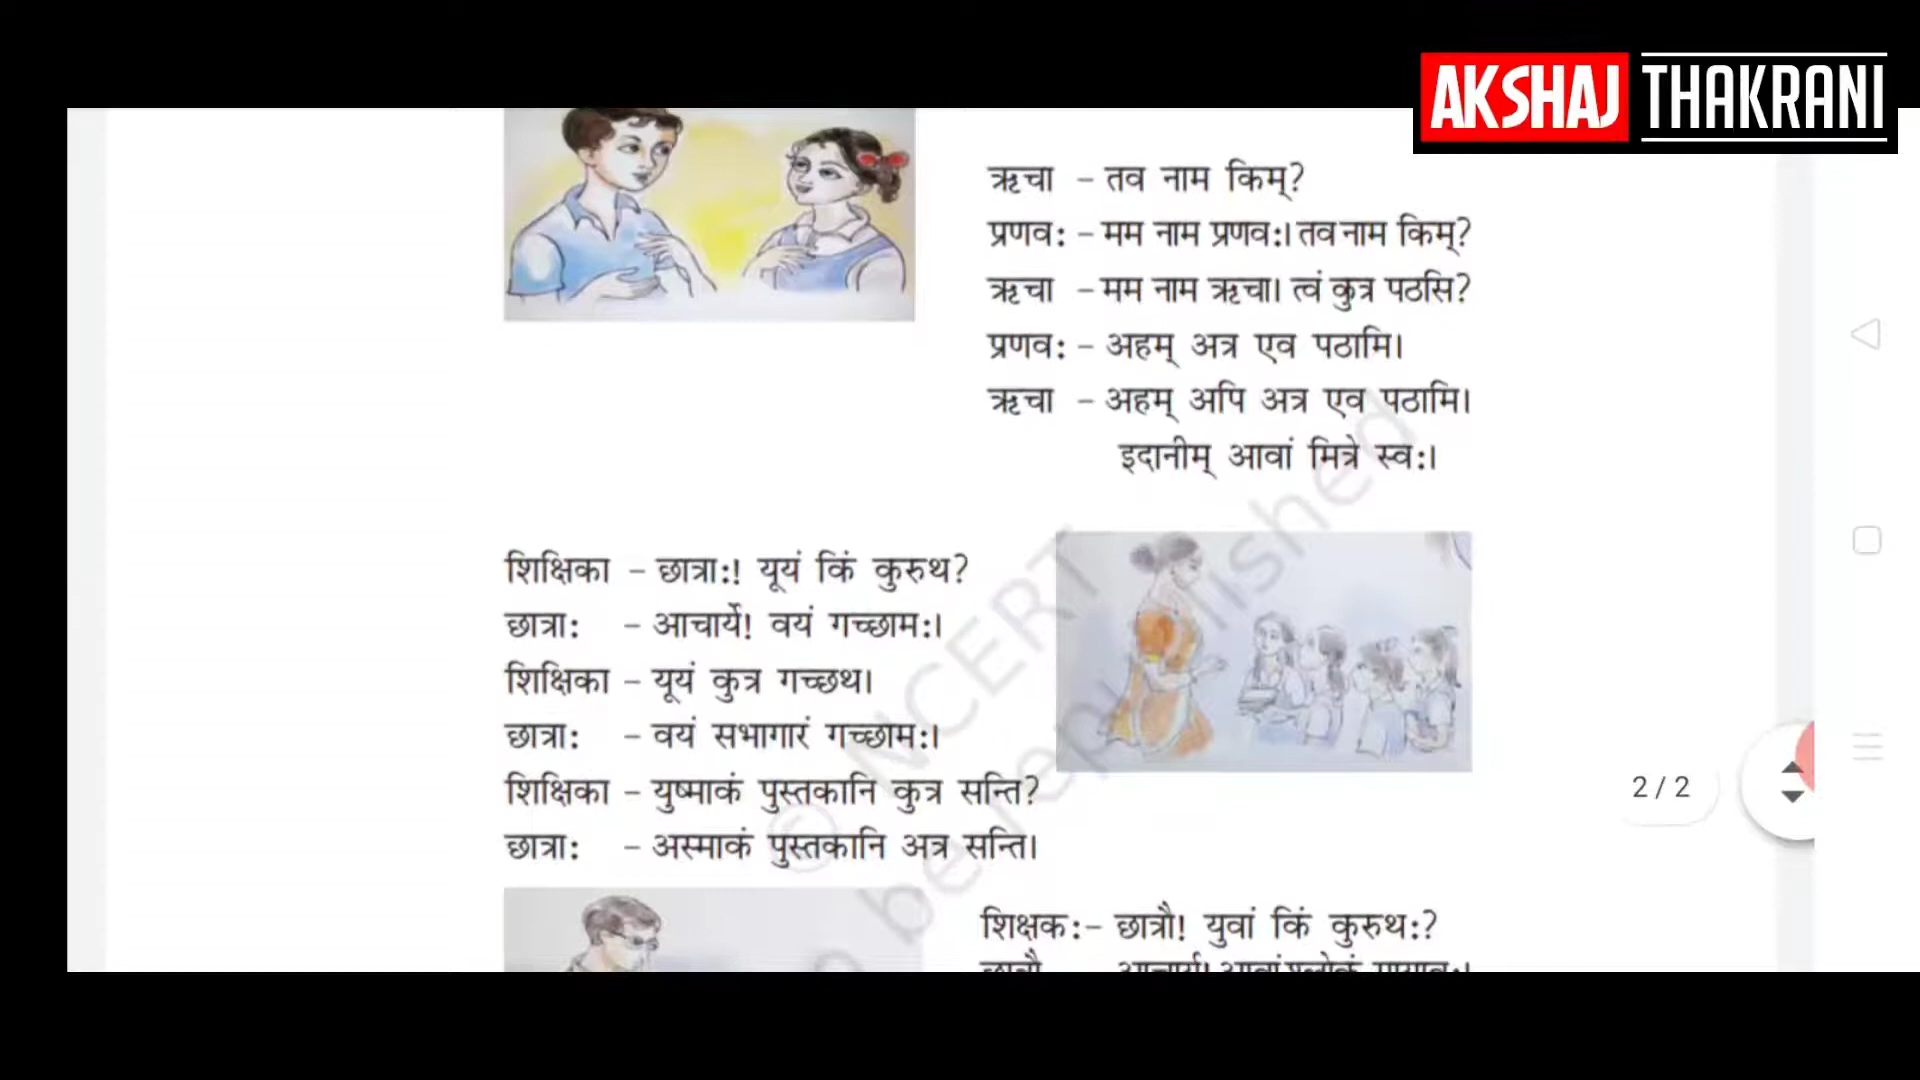 AKSHAJ THAKRANI
ऋचा – तव नाम किम्?
प्रणव: – मम नाम प्रणव:। तव नाम किम्?
ऋचा – मम नाम ऋचा। त्वं कुत्र पठसि?
प्रणव: – अहम् अत्र एव पठामि।
ऋचा – अहम् अपि अत्र एव पठामि।
इदानीम् आवां मित्रे स्व:।
शिक्षिका – छात्रा:! यूयं किं कुरुथ?
छात्रा: – आचार्ये! वयं गच्छाम:।
शिक्षिका – यूयं कुत्र गच्छथ।
छात्रा: – वयं सभागारं गच्छाम:।
शिक्षिका – युष्माकं पुस्तकानि कुत्र सन्ति?
छात्रा: – अस्माकं पुस्तकानि अत्र सन्ति।
© NCERT
2 / 2
शिक्षक:– छात्रौ! युवां किं कुरुथ:?